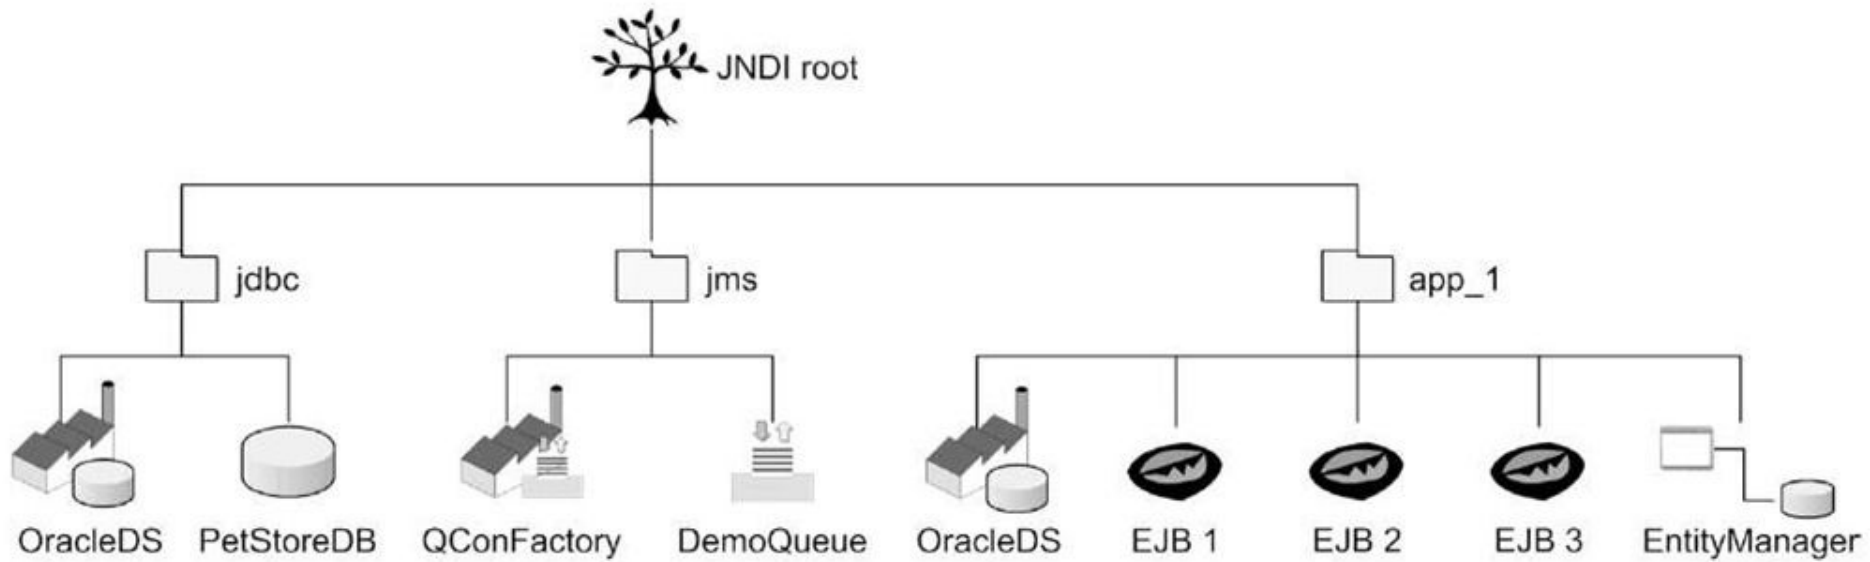 JNDI root
jdbc
jms
app_1
OracleDS
PetStoreDB
QConFactory
DemoQueue
OracleDS
EJB 1
EJB 2
EJB 3
EntityManager